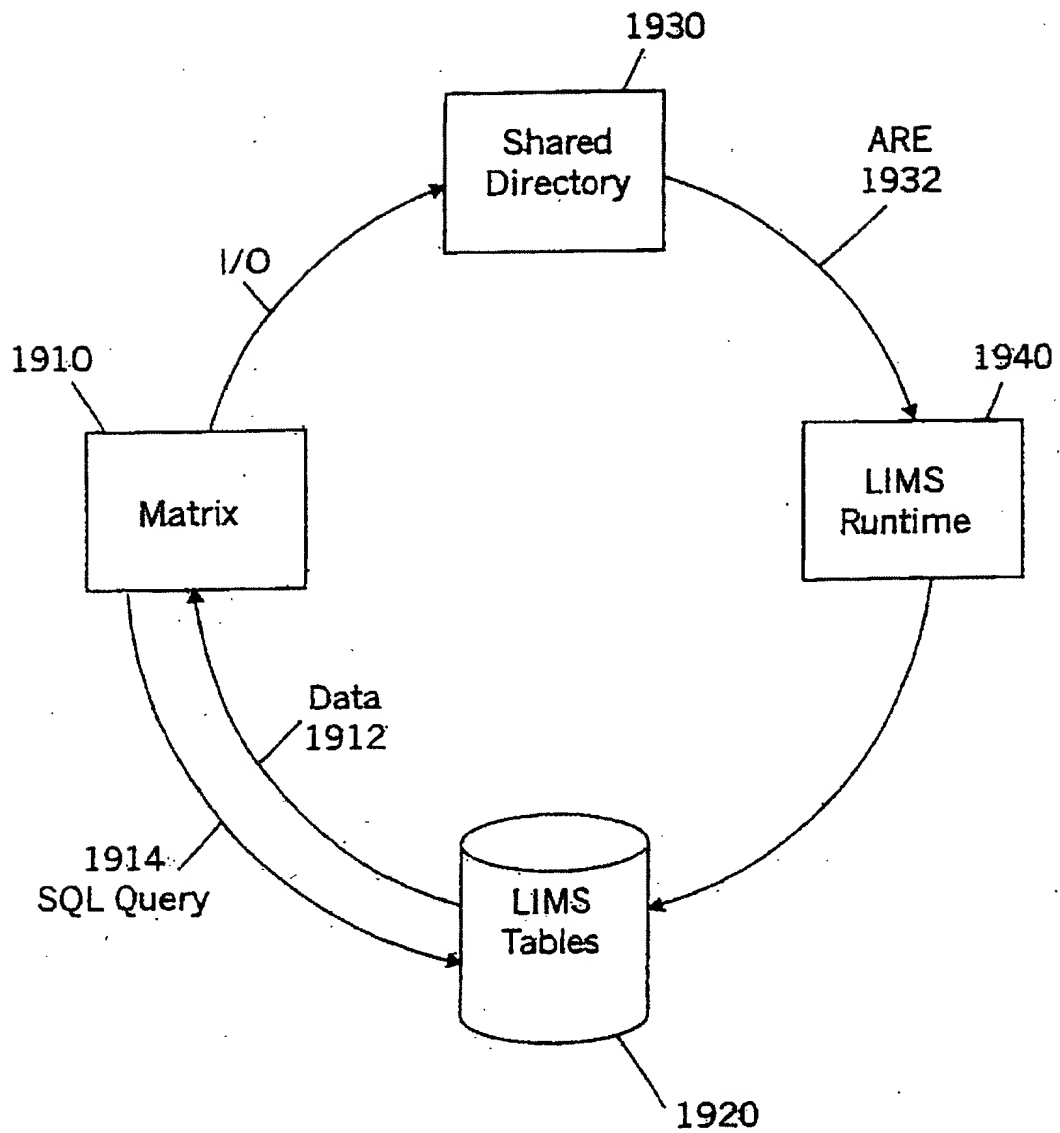 1930
Shared
Directory
ARE
1932
I/O
1910
1940
Matrix
LIMS
Runtime
Data
1912
1914
SQL Query
LIMS
Tables
1920